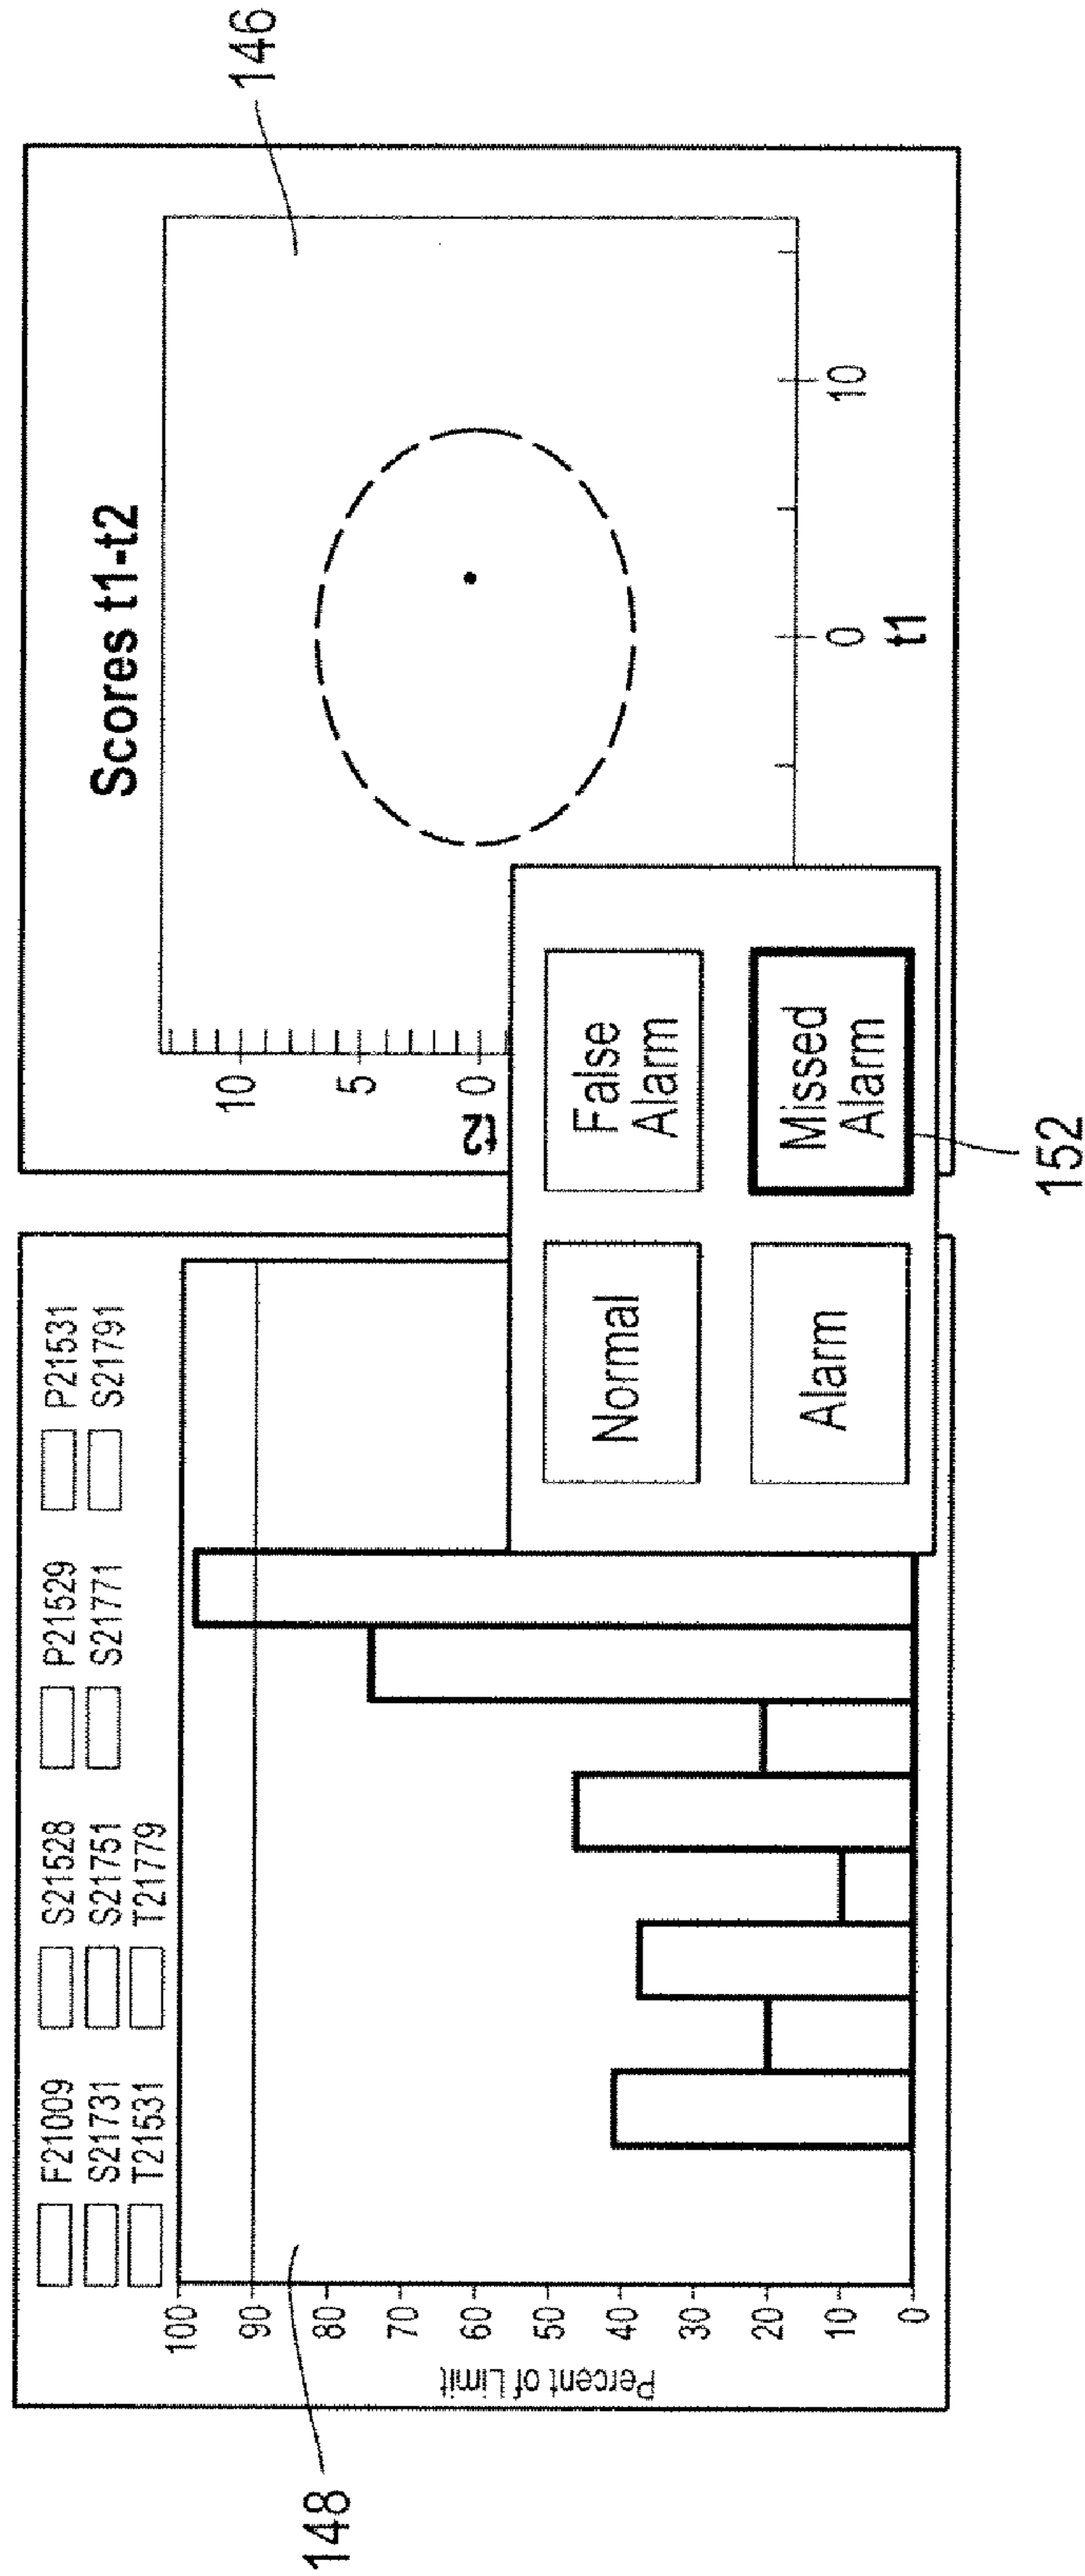 148
F21009 S21528 P21529 P21531
S21731 S21751 S21771 S21791
T21531 T21779
Percent of Limit
100
90
80
70
60
50
40
30
20
10
0
Scores t1-t2
146
t2
10
5
0
0
10
t1
Normal
False
Alarm
Alarm
Missed
Alarm
152